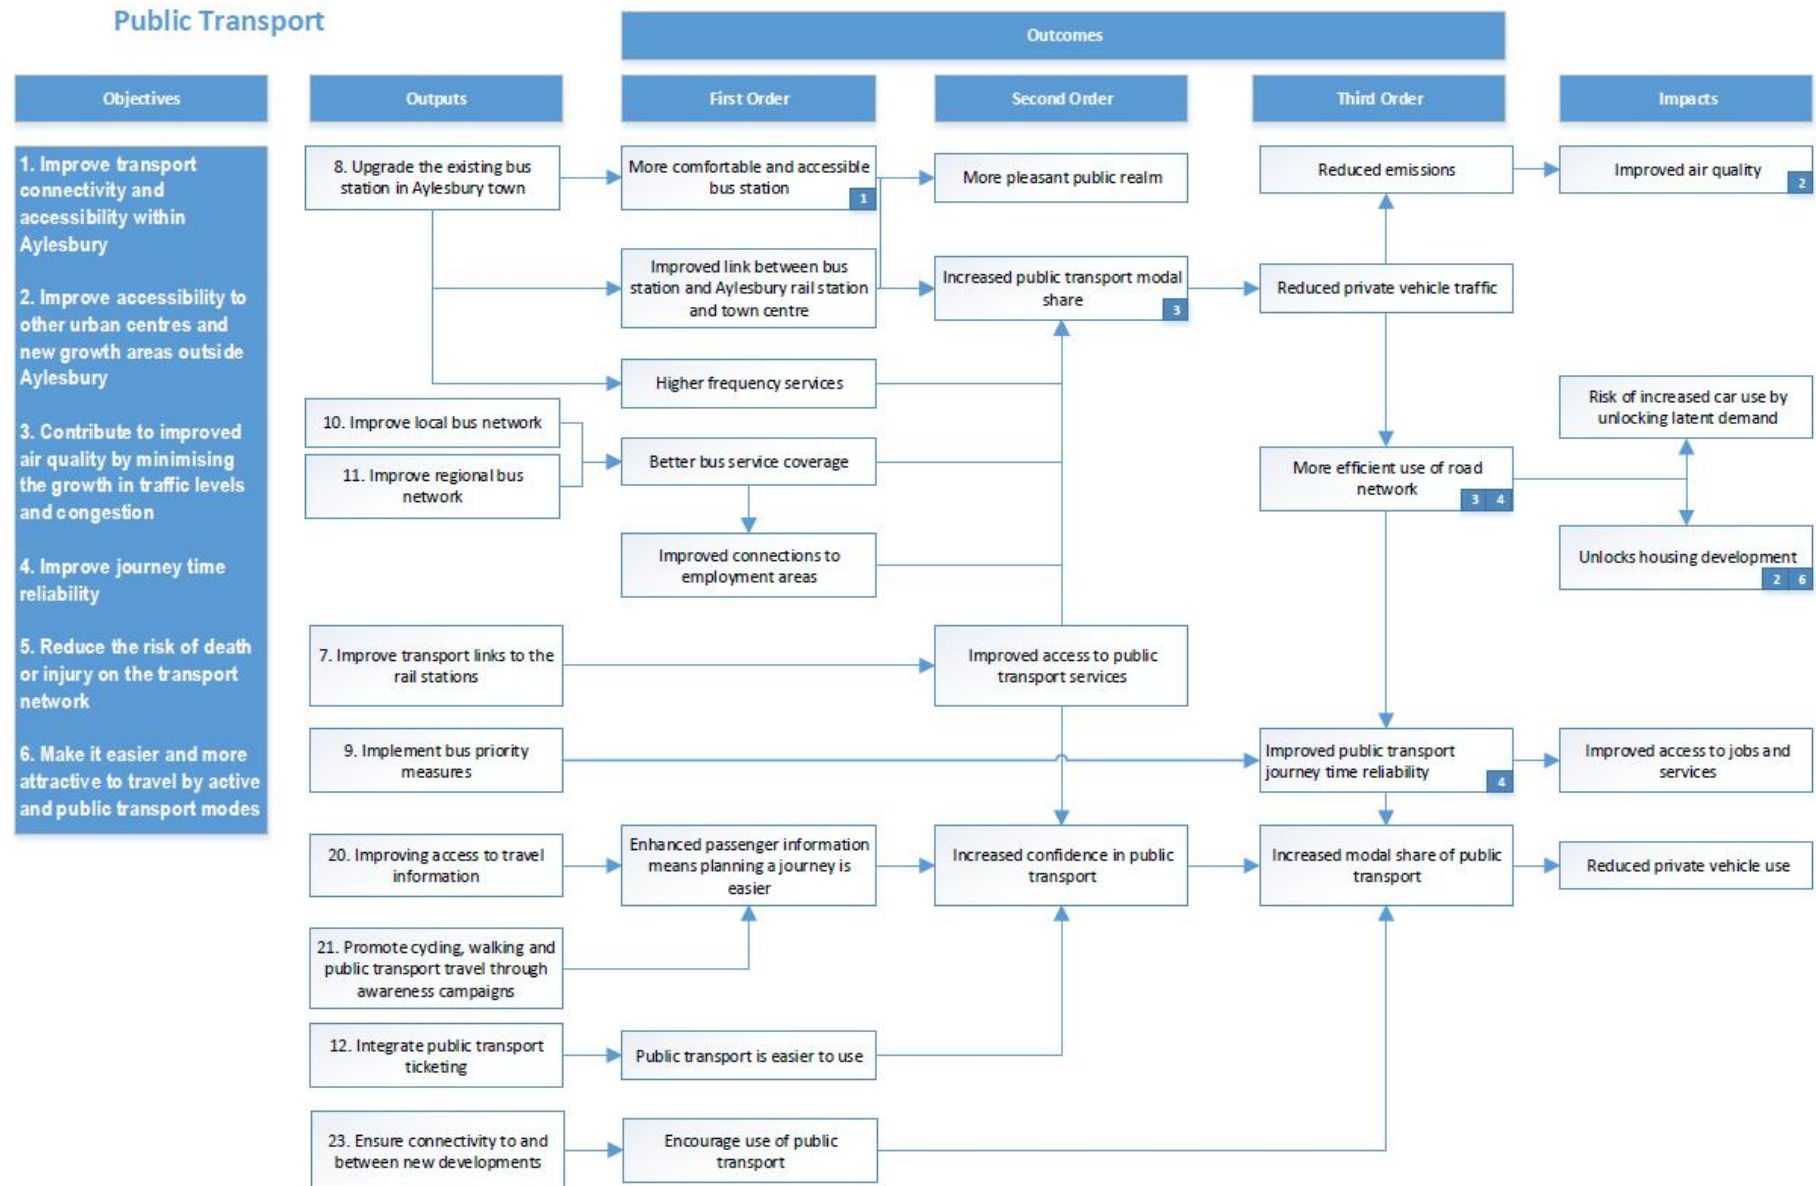 Public Transport
Outcomes
Objectives
Outputs
First Order
Second Order
Third Order
Impacts
1. Improve transport
connectivity and
accessibility within
Aylesbury
2. Improve accessibility to
other urban centres and
new growth areas outside
Aylesbury
3. Contribute to improved
air quality by minimising
the growth in traffic levels
and congestion
4. Improve journey time
reliability
5. Reduce the risk of death
or injury on the transport
network
6. Make it easier and more
attractive to travel by active
and public transport modes
8. Upgrade the existing bus
station in Aylesbury town
More comfortable and accessible
bus station
1
More pleasant public realm
Reduced emissions
Improved air quality
2
Improved link between bus
station and Aylesbury rail station
and town centre
Increased public transport modal
share
3
Reduced private vehicle traffic
Higher frequency services
10. Improve local bus network
11. Improve regional bus
network
Better bus service coverage
More efficient use of road
network
3 4
Risk of increased car use by
unlocking latent demand
Improved connections to
employment areas
Unlocks housing development
2 6
7. Improve transport links to the
rail stations
Improved access to public
transport services
9. Implement bus priority
measures
Improved public transport
journey time reliability
4
Improved access to jobs and
services
20. Improving access to travel
information
Enhanced passenger information
means planning a journey is
easier
Increased confidence in public
transport
Increased modal share of public
transport
Reduced private vehicle use
21. Promote cycling, walking and
public transport travel through
awareness campaigns
12. Integrate public transport
ticketing
Public transport is easier to use
23. Ensure connectivity to and
between new developments
Encourage use of public
transport